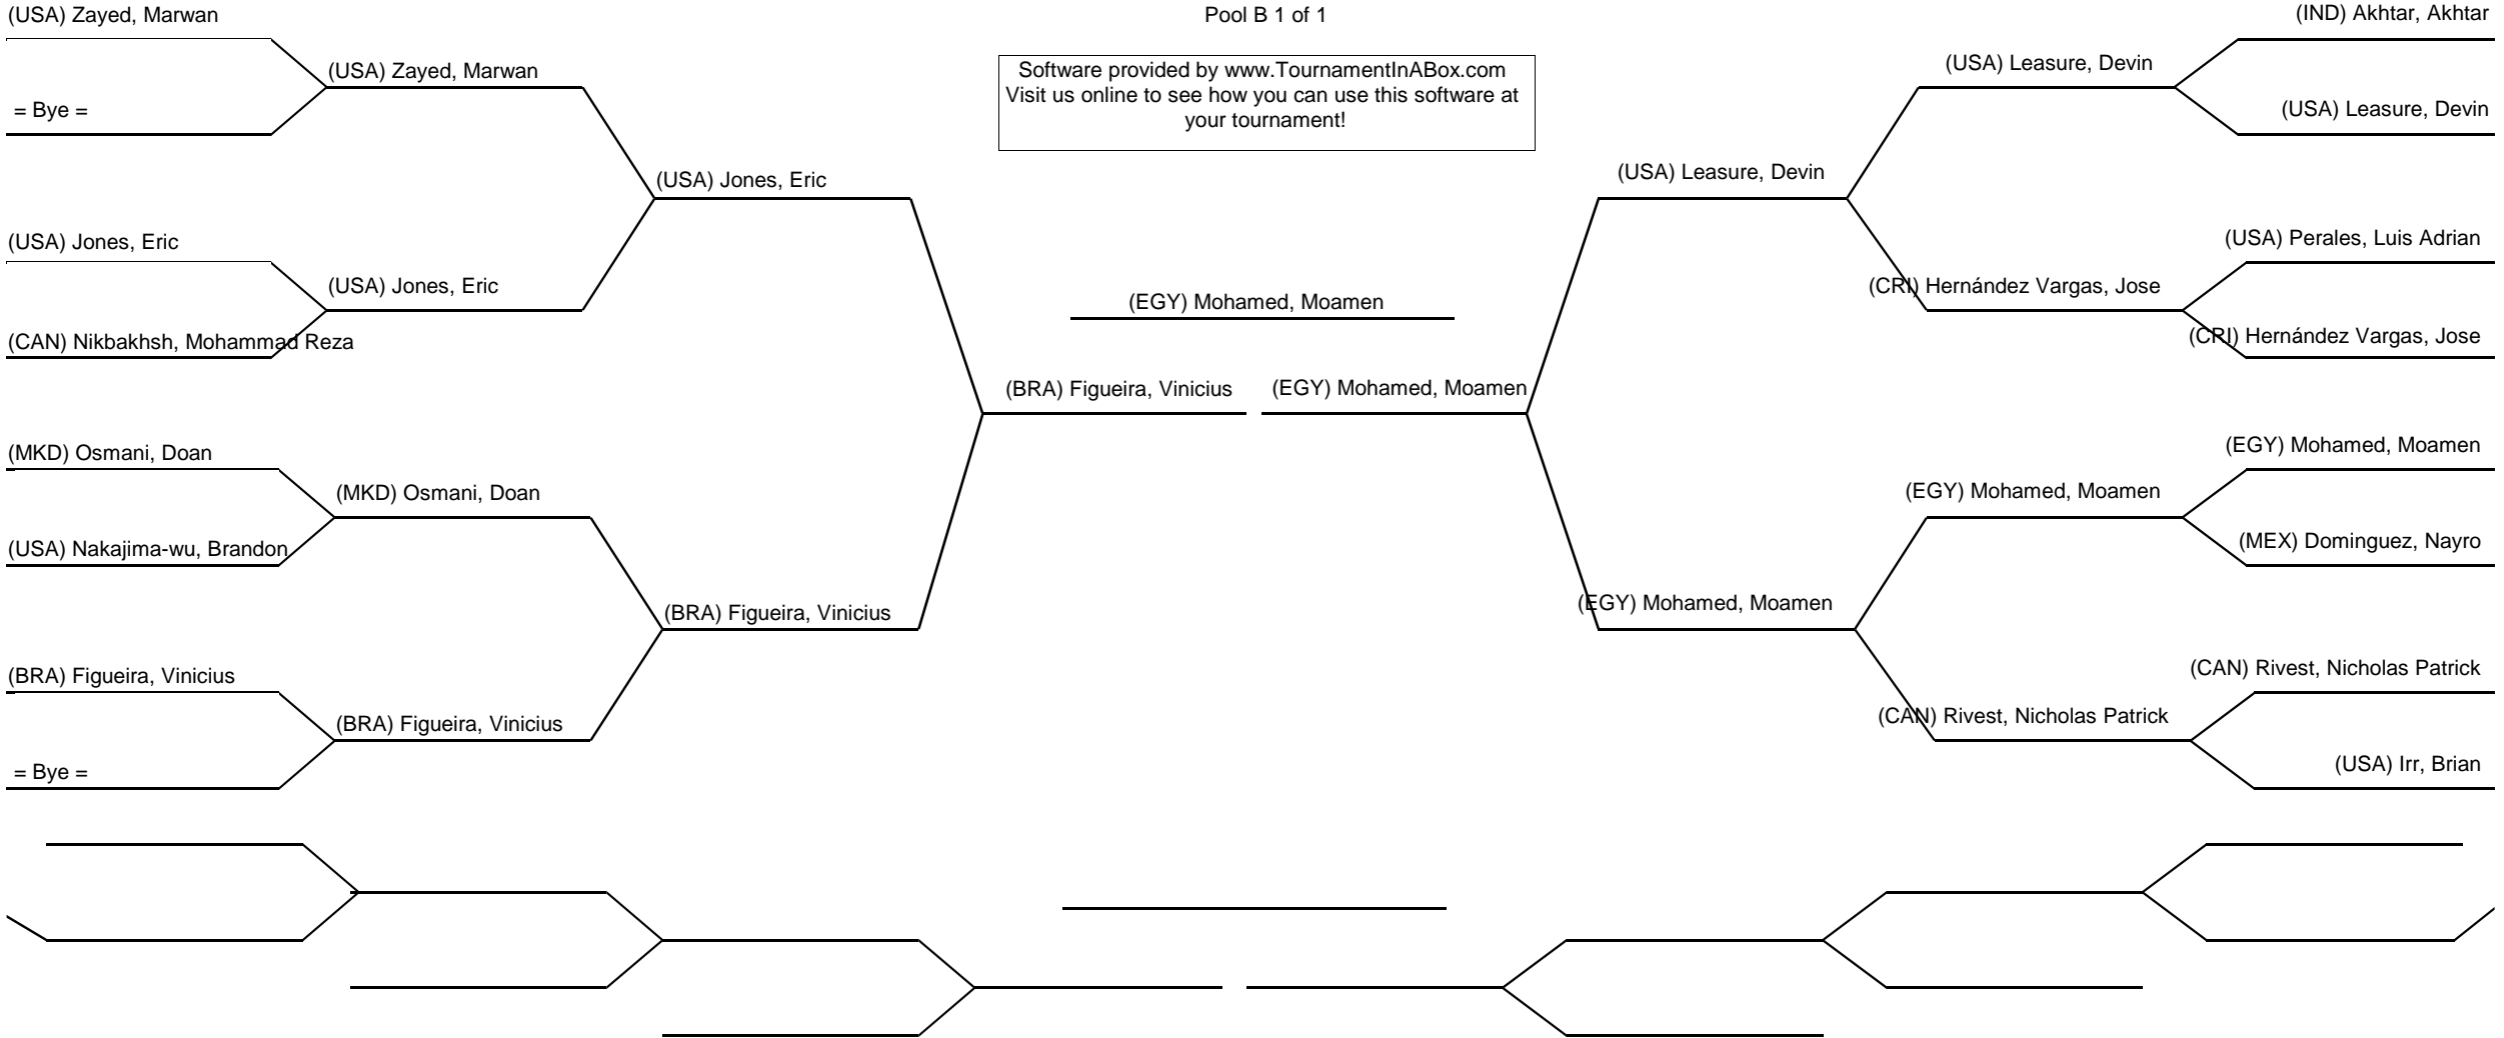 (USA) Zayed, Marwan
Pool B 1 of 1
(IND) Akhtar, Akhtar
(USA) Zayed, Marwan
Software provided by www.TournamentInABox.com
Visit us online to see how you can use this software at
your tournament!
(USA) Leasure, Devin
= Bye =
(USA) Leasure, Devin
(USA) Jones, Eric
(USA) Leasure, Devin
(USA) Jones, Eric
(USA) Perales, Luis Adrian
(USA) Jones, Eric
(EGY) Mohamed, Moamen
(CRI) Hernández Vargas, Jose
(CAN) Nikbakhsh, Mohammad Reza
(CRI) Hernández Vargas, Jose
(BRA) Figueira, Vinicius
(EGY) Mohamed, Moamen
(MKD) Osmani, Doan
(EGY) Mohamed, Moamen
(MKD) Osmani, Doan
(EGY) Mohamed, Moamen
(USA) Nakajima-wu, Brandon
(MEX) Dominguez, Nayro
(BRA) Figueira, Vinicius
(EGY) Mohamed, Moamen
(BRA) Figueira, Vinicius
(CAN) Rivest, Nicholas Patrick
(BRA) Figueira, Vinicius
(CAN) Rivest, Nicholas Patrick
= Bye =
(USA) Irr, Brian